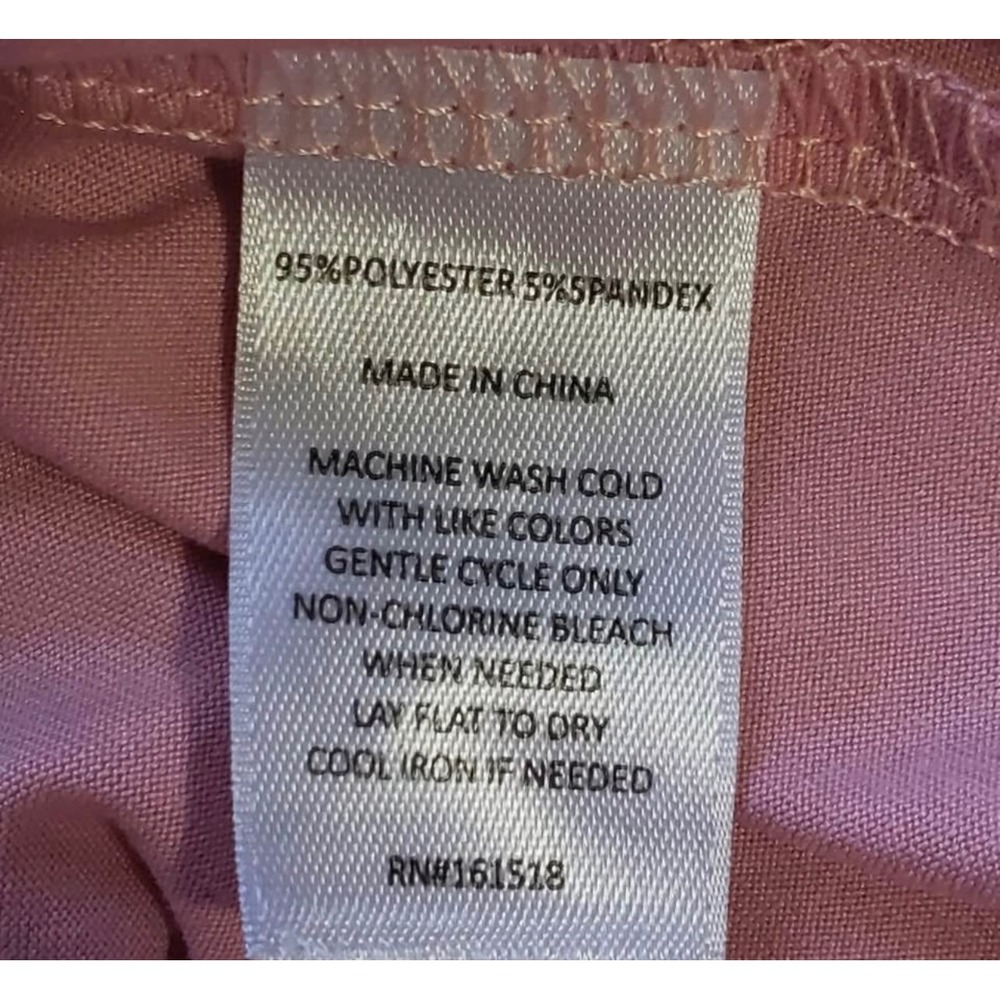 95%POLYESTER 5%SPANDEX
MADE IN CHINA
MACHINE WASH COLD
WITH LIKE COLORS
GENTLE CYCLE ONLY
NON-CHLORINE BLEACH
WHEN NEEDED
LAY FLAT TO DRY
COOL IRON IF NEEDED
RN#161518